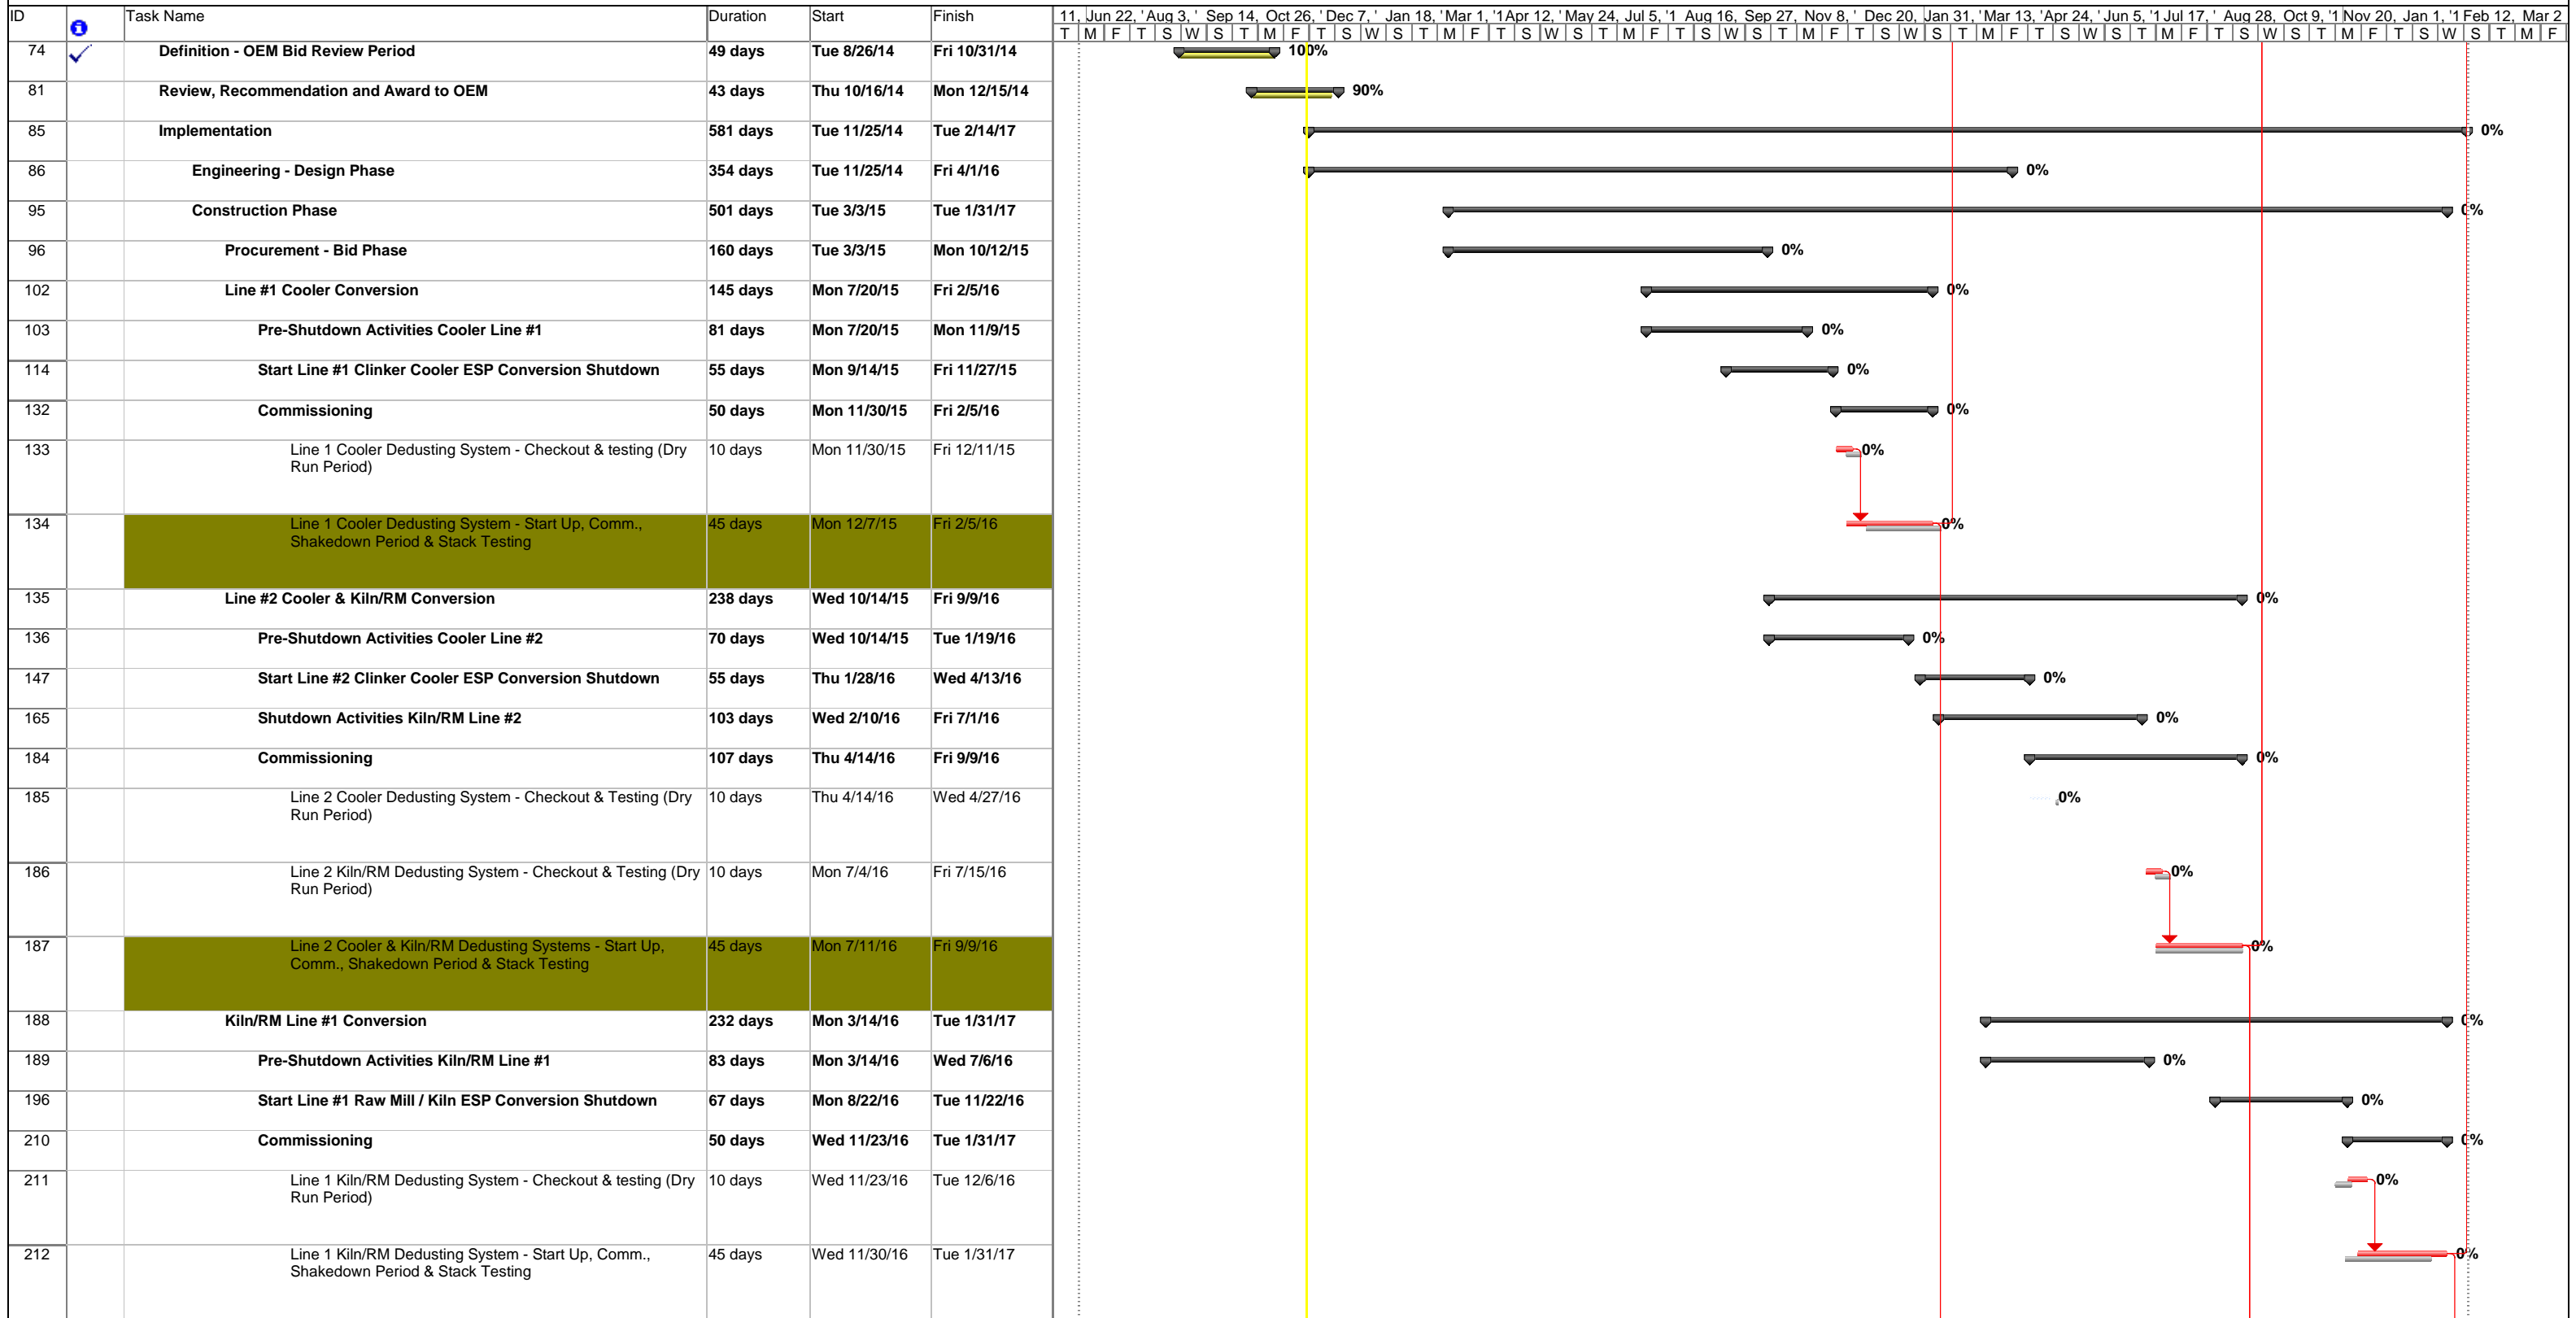 ID Task Name Duration Start Finish
11, Jun 22, ' Aug 3, ' Sep 14, Oct 26, ' Dec 7, ' Jan 18, ' Mar 1, '1 Apr 12, ' May 24, Jul 5, '1 Aug 16, Sep 27, Nov 8, ' Dec 20, Jan 31, ' Mar 13, 'Apr 24, ' Jun 5, '1 Jul 17, ' Aug 28, Oct 9, '1 Nov 20, Jan 1, '1 Feb 12, Mar 2
T M F T S W S T M F T S W S T M F T S W S T M F T S W S T M F T S W S T M F T S W S T M F T S W S T M F T S W S T M F
74 Definition - OEM Bid Review Period 49 days Tue 8/26/14 Fri 10/31/14 100%
81 Review, Recommendation and Award to OEM 43 days Thu 10/16/14 Mon 12/15/14 90%
85 Implementation 581 days Tue 11/25/14 Tue 2/14/17 0%
86 Engineering - Design Phase 354 days Tue 11/25/14 Fri 4/1/16 0%
95 Construction Phase 501 days Tue 3/3/15 Tue 1/31/17 0%
96 Procurement - Bid Phase 160 days Tue 3/3/15 Mon 10/12/15 0%
102 Line #1 Cooler Conversion 145 days Mon 7/20/15 Fri 2/5/16 0%
103 Pre-Shutdown Activities Cooler Line #1 81 days Mon 7/20/15 Mon 11/9/15 0%
114 Start Line #1 Clinker Cooler ESP Conversion Shutdown 55 days Mon 9/14/15 Fri 11/27/15 0%
132 Commissioning 50 days Mon 11/30/15 Fri 2/5/16 0%
133 Line 1 Cooler Dedusting System - Checkout & testing (Dry 10 days Mon 11/30/15 Fri 12/11/15 0%
Run Period)
134 Line 1 Cooler Dedusting System - Start Up, Comm., 45 days Mon 12/7/15 Fri 2/5/16 0%
Shakedown Period & Stack Testing
135 Line #2 Cooler & Kiln/RM Conversion 238 days Wed 10/14/15 Fri 9/9/16 0%
136 Pre-Shutdown Activities Cooler Line #2 70 days Wed 10/14/15 Tue 1/19/16 0%
147 Start Line #2 Clinker Cooler ESP Conversion Shutdown 55 days Thu 1/28/16 Wed 4/13/16 0%
165 Shutdown Activities Kiln/RM Line #2 103 days Wed 2/10/16 Fri 7/1/16 0%
184 Commissioning 107 days Thu 4/14/16 Fri 9/9/16 0%
185 Line 2 Cooler Dedusting System - Checkout & Testing (Dry 10 days Thu 4/14/16 Wed 4/27/16 0%
Run Period)
186 Line 2 Kiln/RM Dedusting System - Checkout & Testing (Dry 10 days Mon 7/4/16 Fri 7/15/16 0%
Run Period)
187 Line 2 Cooler & Kiln/RM Dedusting Systems - Start Up, 45 days Mon 7/11/16 Fri 9/9/16 0%
Comm., Shakedown Period & Stack Testing
188 Kiln/RM Line #1 Conversion 232 days Mon 3/14/16 Tue 1/31/17 0%
189 Pre-Shutdown Activities Kiln/RM Line #1 83 days Mon 3/14/16 Wed 7/6/16 0%
196 Start Line #1 Raw Mill / Kiln ESP Conversion Shutdown 67 days Mon 8/22/16 Tue 11/22/16 0%
210 Commissioning 50 days Wed 11/23/16 Tue 1/31/17 0%
211 Line 1 Kiln/RM Dedusting System - Checkout & testing (Dry 10 days Wed 11/23/16 Tue 12/6/16 0%
Run Period)
212 Line 1 Kiln/RM Dedusting System - Start Up, Comm., 45 days Wed 11/30/16 Tue 1/31/17 0%
Shakedown Period & Stack Testing